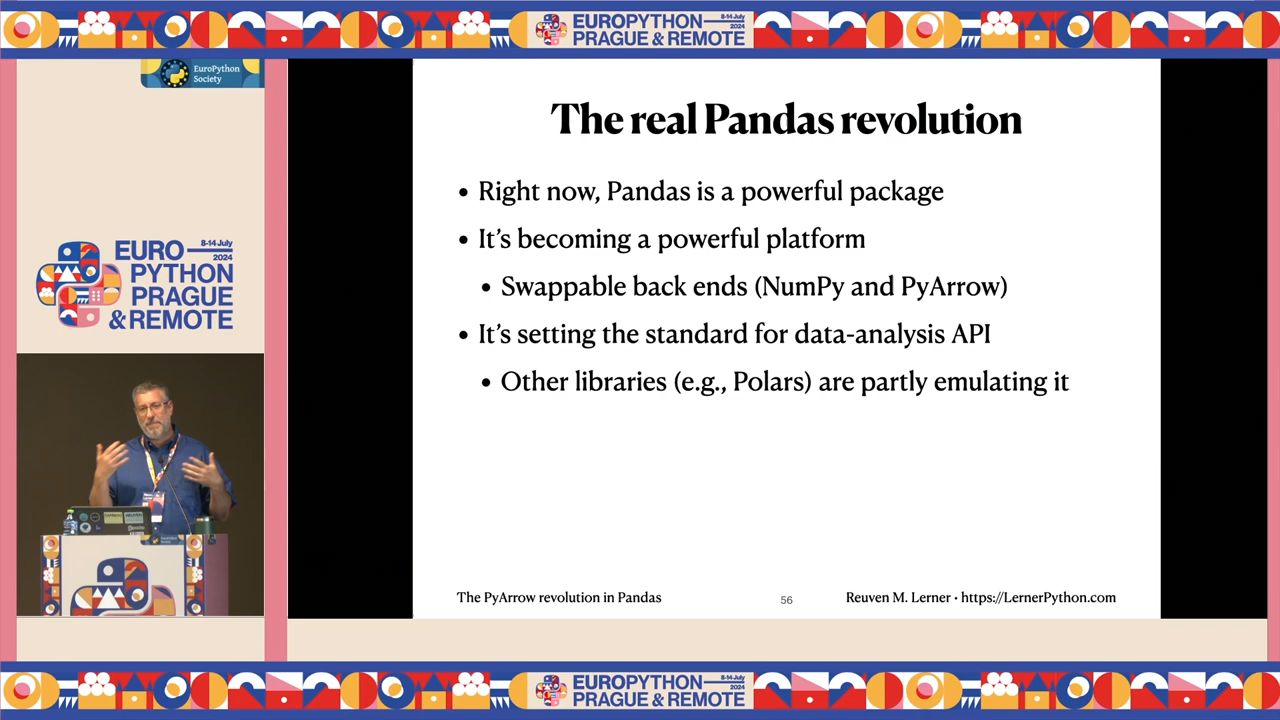 EUROPYTHON
8-14 July
2024
PRAGUE & REMOTE
EuroPython
Society
EURO
8-14 July
2024
PYTHON
PRAGUE
& REMOTE
The real Pandas revolution
• Right now, Pandas is a powerful package
• It’s becoming a powerful platform
• Swappable back ends (NumPy and PyArrow)
• It’s setting the standard for data-analysis API
• Other libraries (e.g., Polars) are partly emulating it
The PyArrow revolution in Pandas
56
Reuven M. Lerner • https://LernerPython.com
EUROPYTHON
8-14 July
2024
PRAGUE & REMOTE